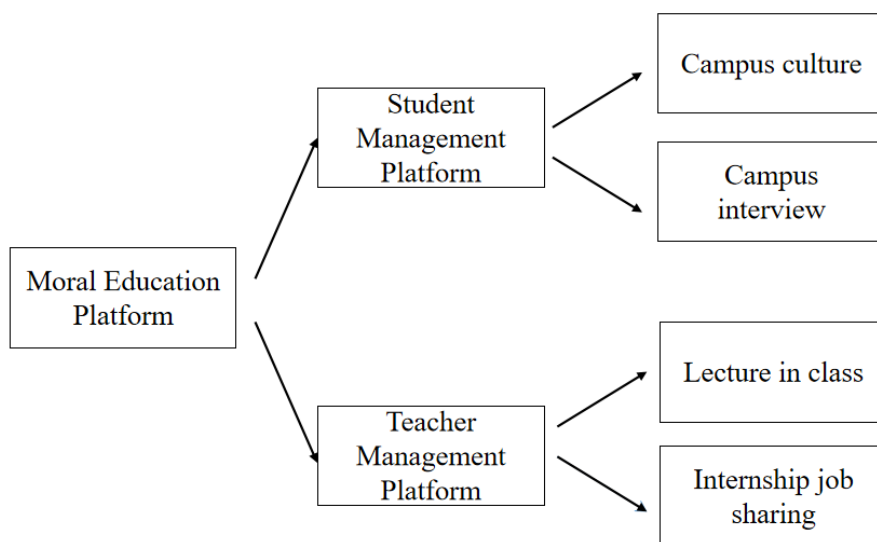 Campus culture
Student
Management
Platform
Campus
interview
Moral Education
Platform
Lecture in class
Teacher
Management
Platform
Internship job
sharing